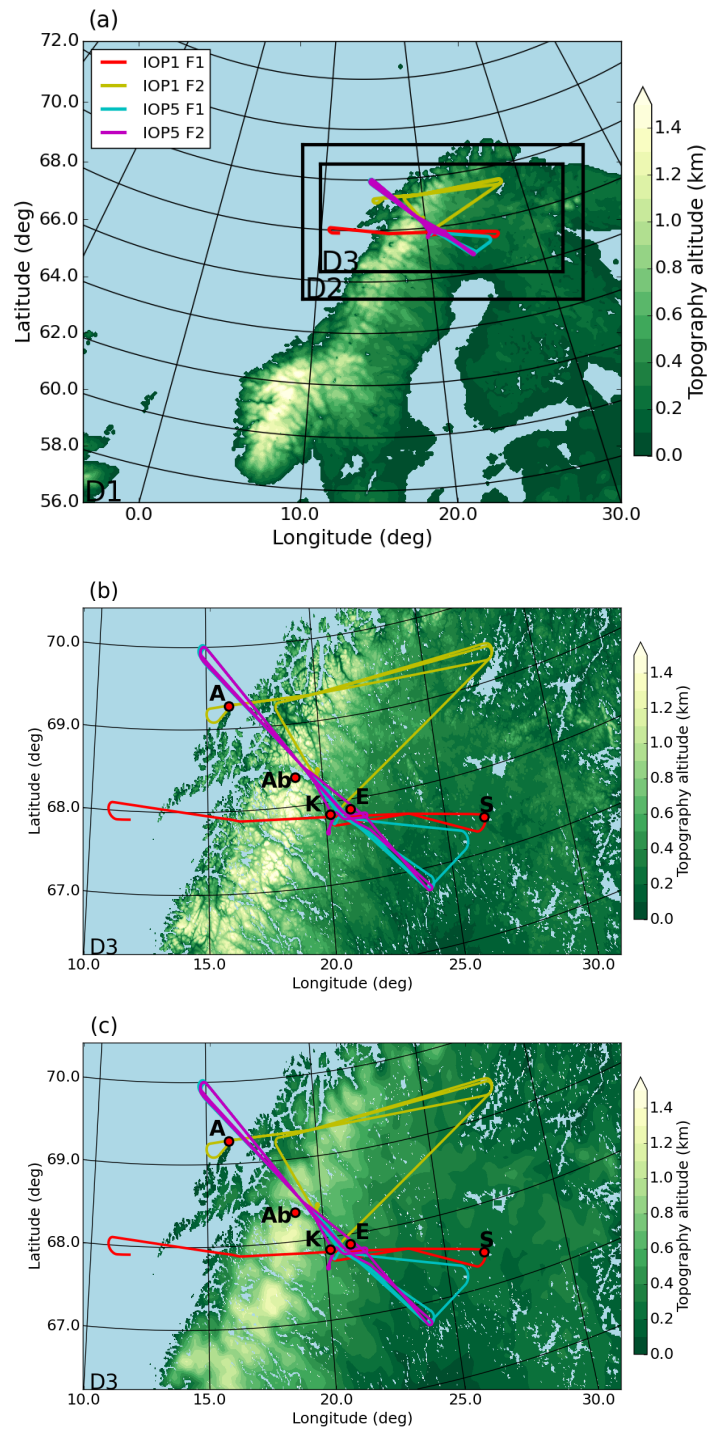 (a)
72.0
70.0
68.0
66.0
64.0
62.0
60.0
58.0
56.0
Latitude (deg)
IOP1 F1
IOP1 F2
IOP5 F1
IOP5 F2
D3
D2
D1
0.0 10.0 20.0 30.0
Longitude (deg)
1.4
1.2
1.0
0.8
0.6
0.4
0.2
0.0
Topography altitude (km)
(b)
70.0
69.0
68.0
67.0
Latitude (deg)
A
Ab
K
E
S
D3
10.0 15.0 20.0 25.0 30.0
Longitude (deg)
1.4
1.2
1.0
0.8
0.6
0.4
0.2
0.0
Topography altitude (km)
(c)
70.0
69.0
68.0
67.0
Latitude (deg)
A
Ab
K
E
S
D3
10.0 15.0 20.0 25.0 30.0
Longitude (deg)
1.4
1.2
1.0
0.8
0.6
0.4
0.2
0.0
Topography altitude (km)